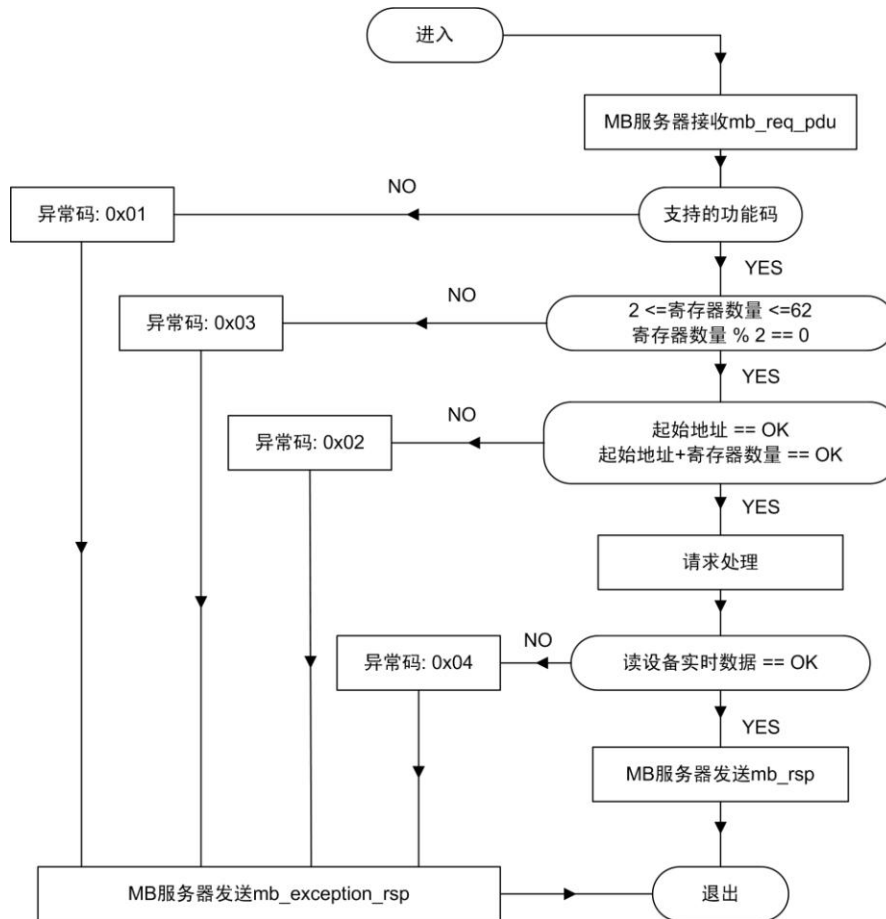 进入
MB服务器接收mb_req_pdu
NO
异常码: 0x01
支持的功能码
YES
NO
异常码: 0x03
2 <=寄存器数量 <=62
寄存器数量 % 2 == 0
YES
NO
异常码: 0x02
起始地址 == OK
起始地址+寄存器数量 == OK
YES
请求处理
NO
异常码: 0x04
读设备实时数据 == OK
YES
MB服务器发送mb_rsp
MB服务器发送mb_exception_rsp
退出